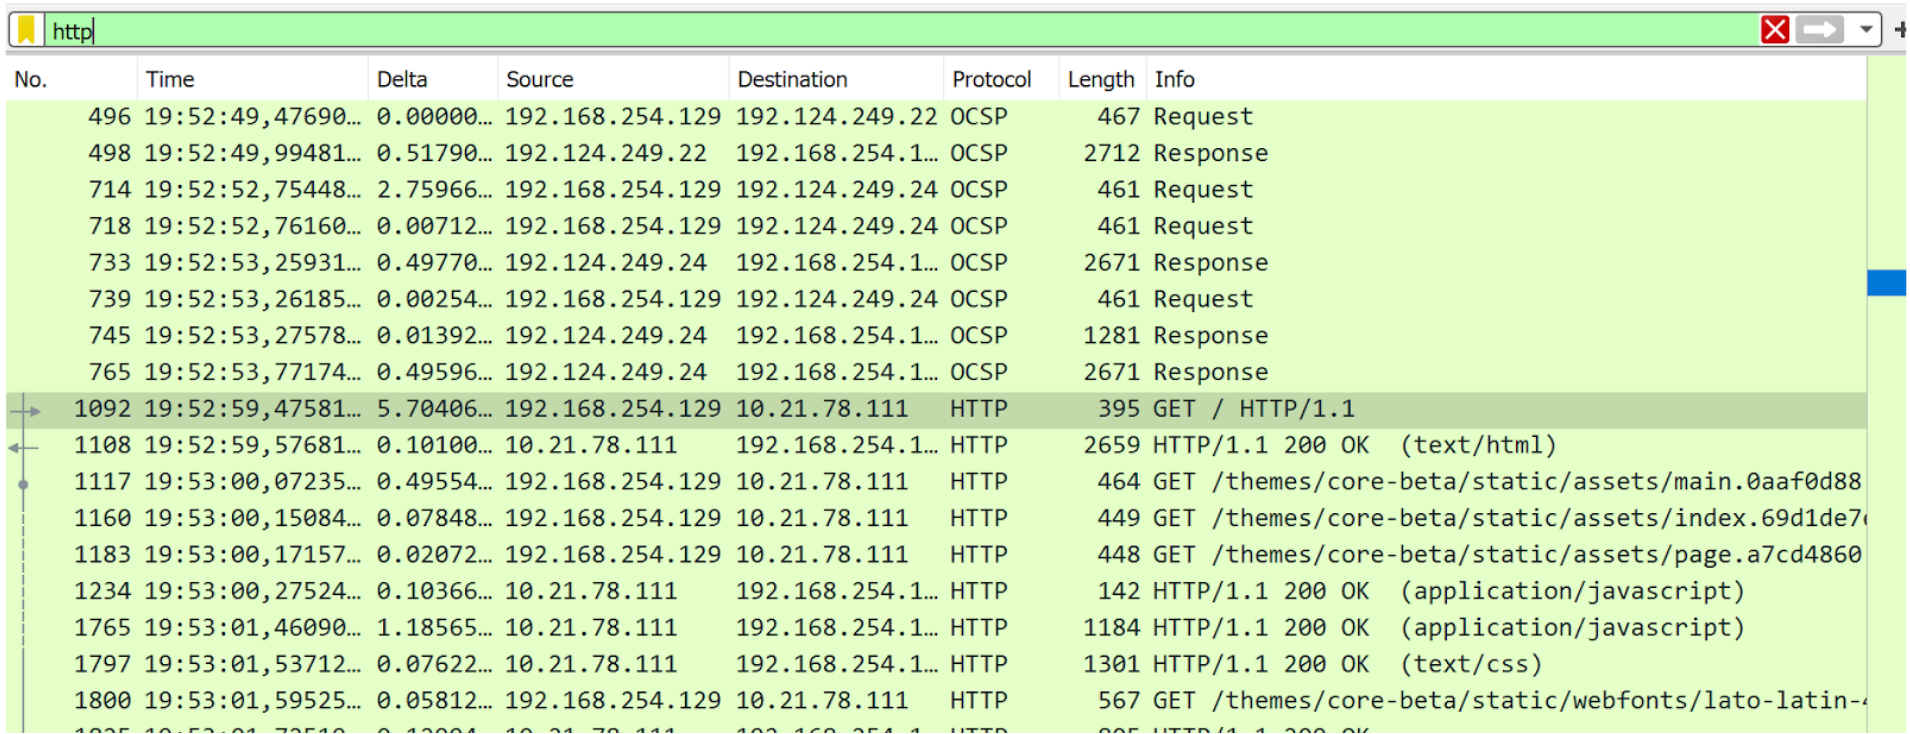 http
No. Time Delta Source Destination Protocol Length Info
496 19:52:49,47690… 0.00000… 192.168.254.129 192.124.249.22 OCSP 467 Request
498 19:52:49,99481… 0.51790… 192.124.249.22 192.168.254.1… OCSP 2712 Response
714 19:52:52,75448… 2.75966… 192.168.254.129 192.124.249.24 OCSP 461 Request
718 19:52:52,76160… 0.00712… 192.168.254.129 192.124.249.24 OCSP 461 Request
733 19:52:53,25931… 0.49770… 192.124.249.24 192.168.254.1… OCSP 2671 Response
739 19:52:53,26185… 0.00254… 192.168.254.129 192.124.249.24 OCSP 461 Request
745 19:52:53,27578… 0.01392… 192.124.249.24 192.168.254.1… OCSP 1281 Response
765 19:52:53,77174… 0.49596… 192.124.249.24 192.168.254.1… OCSP 2671 Response
1092 19:52:59,47581… 5.70406… 192.168.254.129 10.21.78.111 HTTP 395 GET / HTTP/1.1
1108 19:52:59,57681… 0.10100… 10.21.78.111 192.168.254.1… HTTP 2659 HTTP/1.1 200 OK (text/html)
1117 19:53:00,07235… 0.49554… 192.168.254.129 10.21.78.111 HTTP 464 GET /themes/core-beta/static/assets/main.0aaf0d88
1160 19:53:00,15084… 0.07848… 192.168.254.129 10.21.78.111 HTTP 449 GET /themes/core-beta/static/assets/index.69d1de7
1183 19:53:00,17157… 0.02072… 192.168.254.129 10.21.78.111 HTTP 448 GET /themes/core-beta/static/assets/page.a7cd4860
1234 19:53:00,27524… 0.10366… 10.21.78.111 192.168.254.1… HTTP 142 HTTP/1.1 200 OK (application/javascript)
1765 19:53:01,46090… 1.18565… 10.21.78.111 192.168.254.1… HTTP 1184 HTTP/1.1 200 OK (application/javascript)
1797 19:53:01,53712… 0.07622… 10.21.78.111 192.168.254.1… HTTP 1301 HTTP/1.1 200 OK (text/css)
1800 19:53:01,59525… 0.05812… 192.168.254.129 10.21.78.111 HTTP 567 GET /themes/core-beta/static/webfonts/lato-latin-